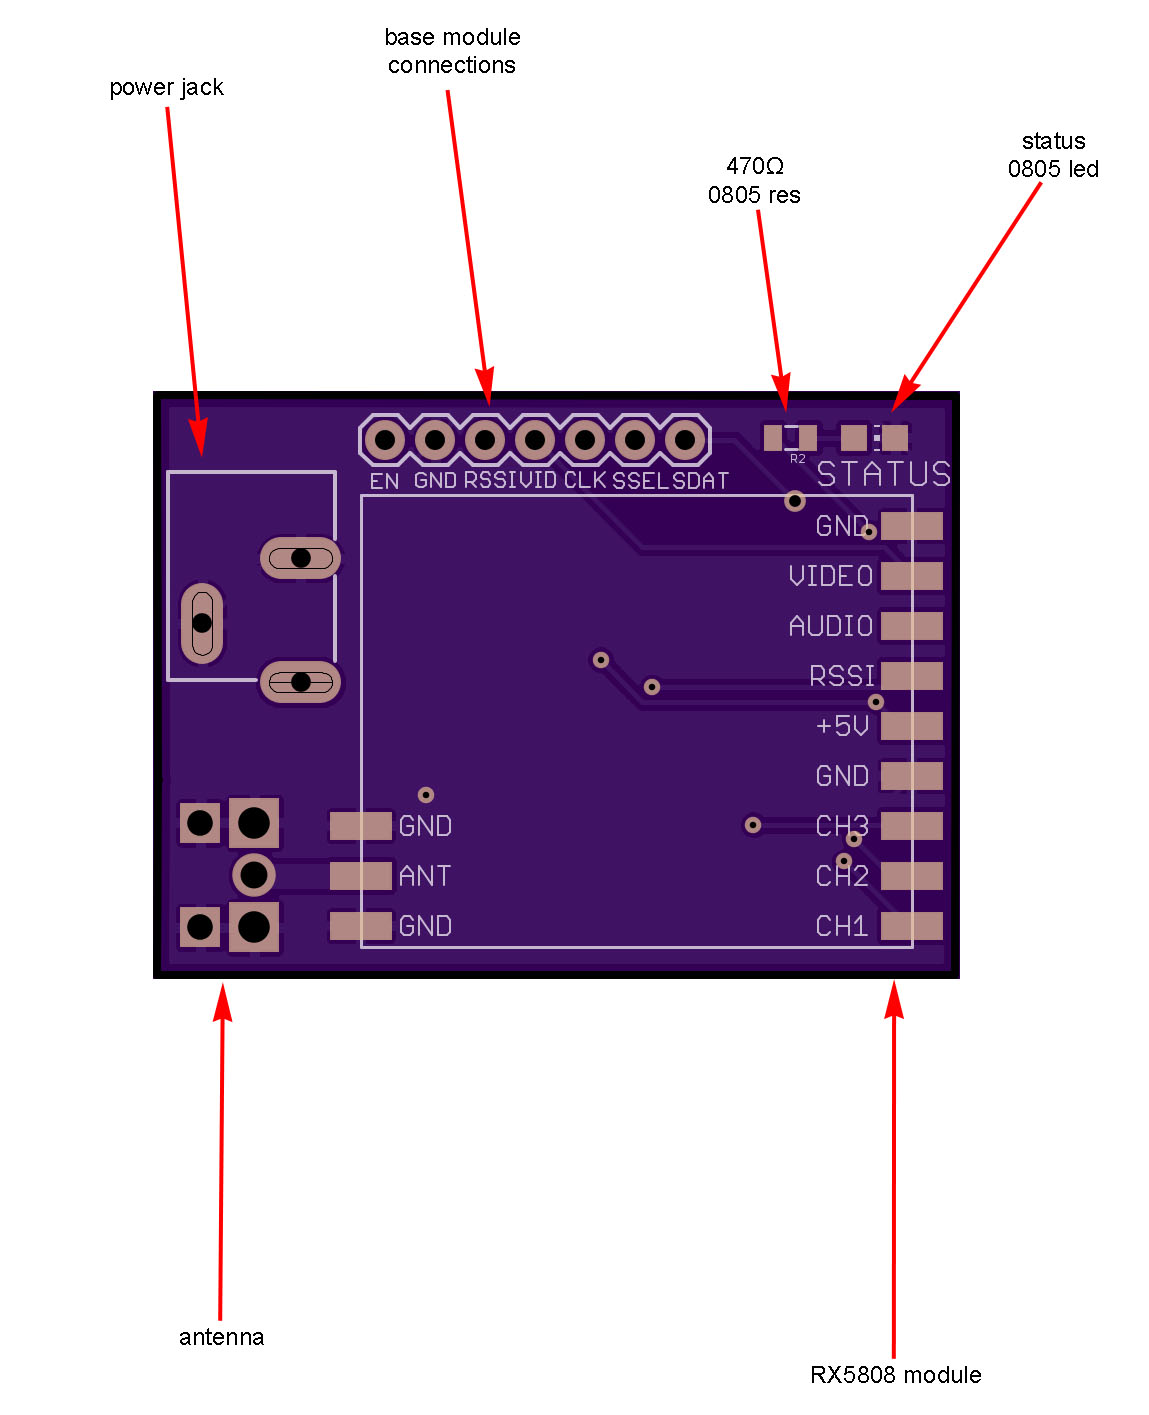 base module
connections
power jack
status
0805 led
470Ω
0805 res
R2
STATUS
EN GND RSSI VID CLK SSEL SDAT
GND
VIDEO
AUDIO
RSSI
+5V
GND
GND CH3
ANT CH2
GND CH1
antenna
RX5808 module